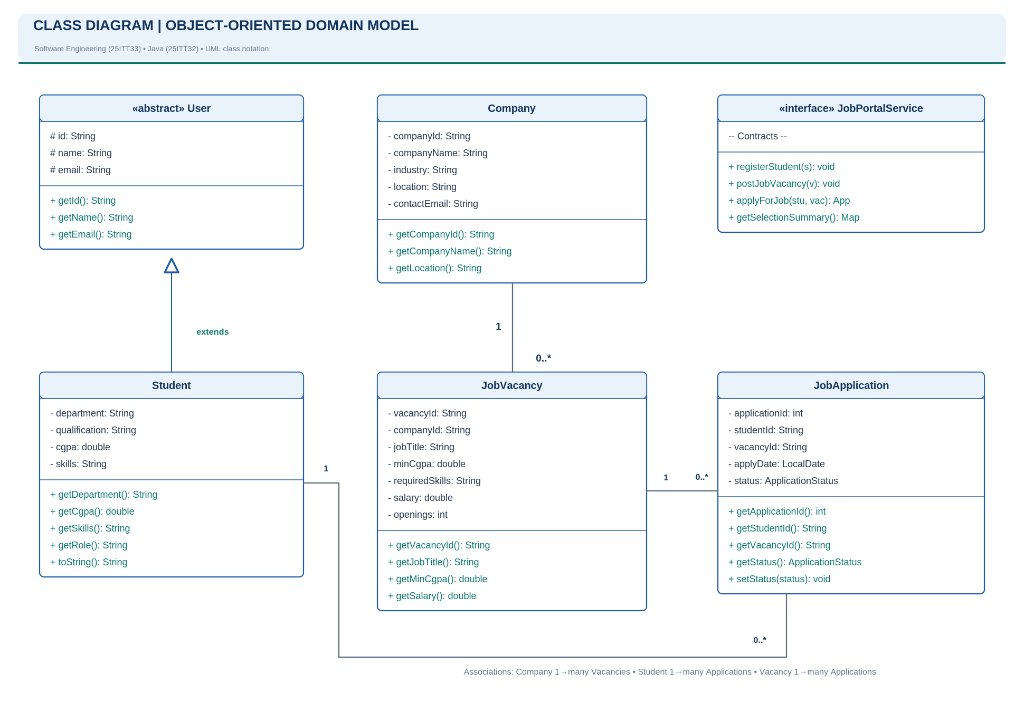 CLASS DIAGRAM | OBJECT-ORIENTED DOMAIN MODEL
Software Engineering (25ITT33) • Java (25ITT32) • UML class notation
«abstract» User
# id: String
# name: String
# email: String
+ getId(): String
+ getName(): String
+ getEmail(): String
Company
- companyId: String
- companyName: String
- industry: String
- location: String
- contactEmail: String
+ getCompanyId(): String
+ getCompanyName(): String
+ getLocation(): String
«interface» JobPortalService
-- Contracts --
+ registerStudent(s): void
+ postJobVacancy(v): void
+ applyForJob(stu, vac): App
+ getSelectionSummary(): Map
extends
1
0..*
Student
- department: String
- qualification: String
- cgpa: double
- skills: String
+ getDepartment(): String
+ getCgpa(): double
+ getSkills(): String
+ getRole(): String
+ toString(): String
1
JobVacancy
- vacancyId: String
- companyId: String
- jobTitle: String
- minCgpa: double
- requiredSkills: String
- salary: double
- openings: int
+ getVacancyId(): String
+ getJobTitle(): String
+ getMinCgpa(): double
+ getSalary(): double
1
0..*
JobApplication
- applicationId: int
- studentId: String
- vacancyId: String
- applyDate: LocalDate
- status: ApplicationStatus
+ getApplicationId(): int
+ getStudentId(): String
+ getVacancyId(): String
+ getStatus(): ApplicationStatus
+ setStatus(status): void
0..*
Associations: Company 1→many Vacancies • Student 1→many Applications • Vacancy 1→many Applications